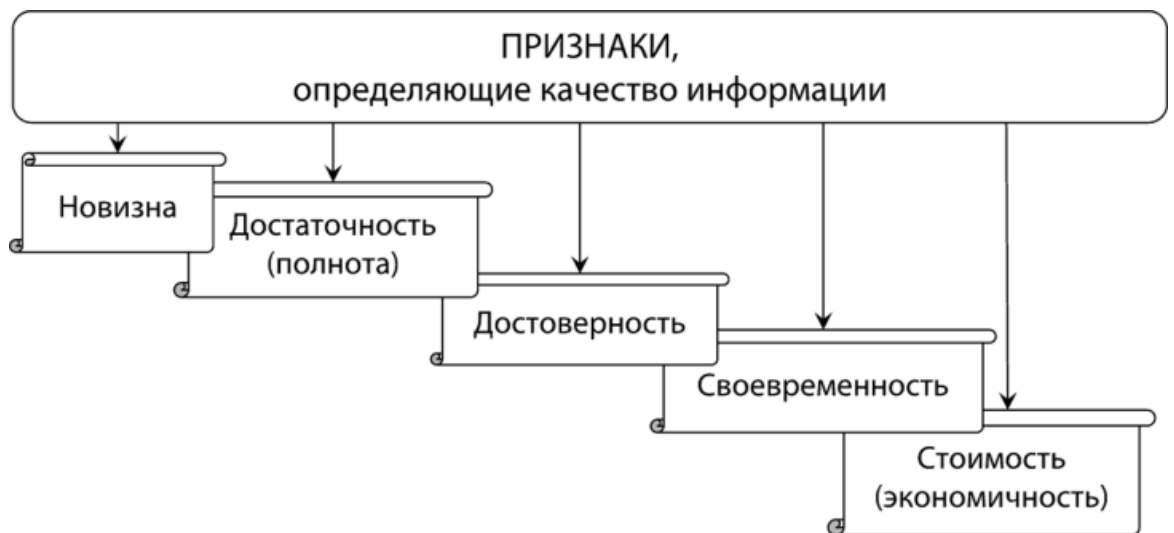 ПРИЗНАКИ,
определяющие качество информации
Новизна
Достаточность
(полнота)
Достоверность
Своевременность
Стоимость
(экономичность)